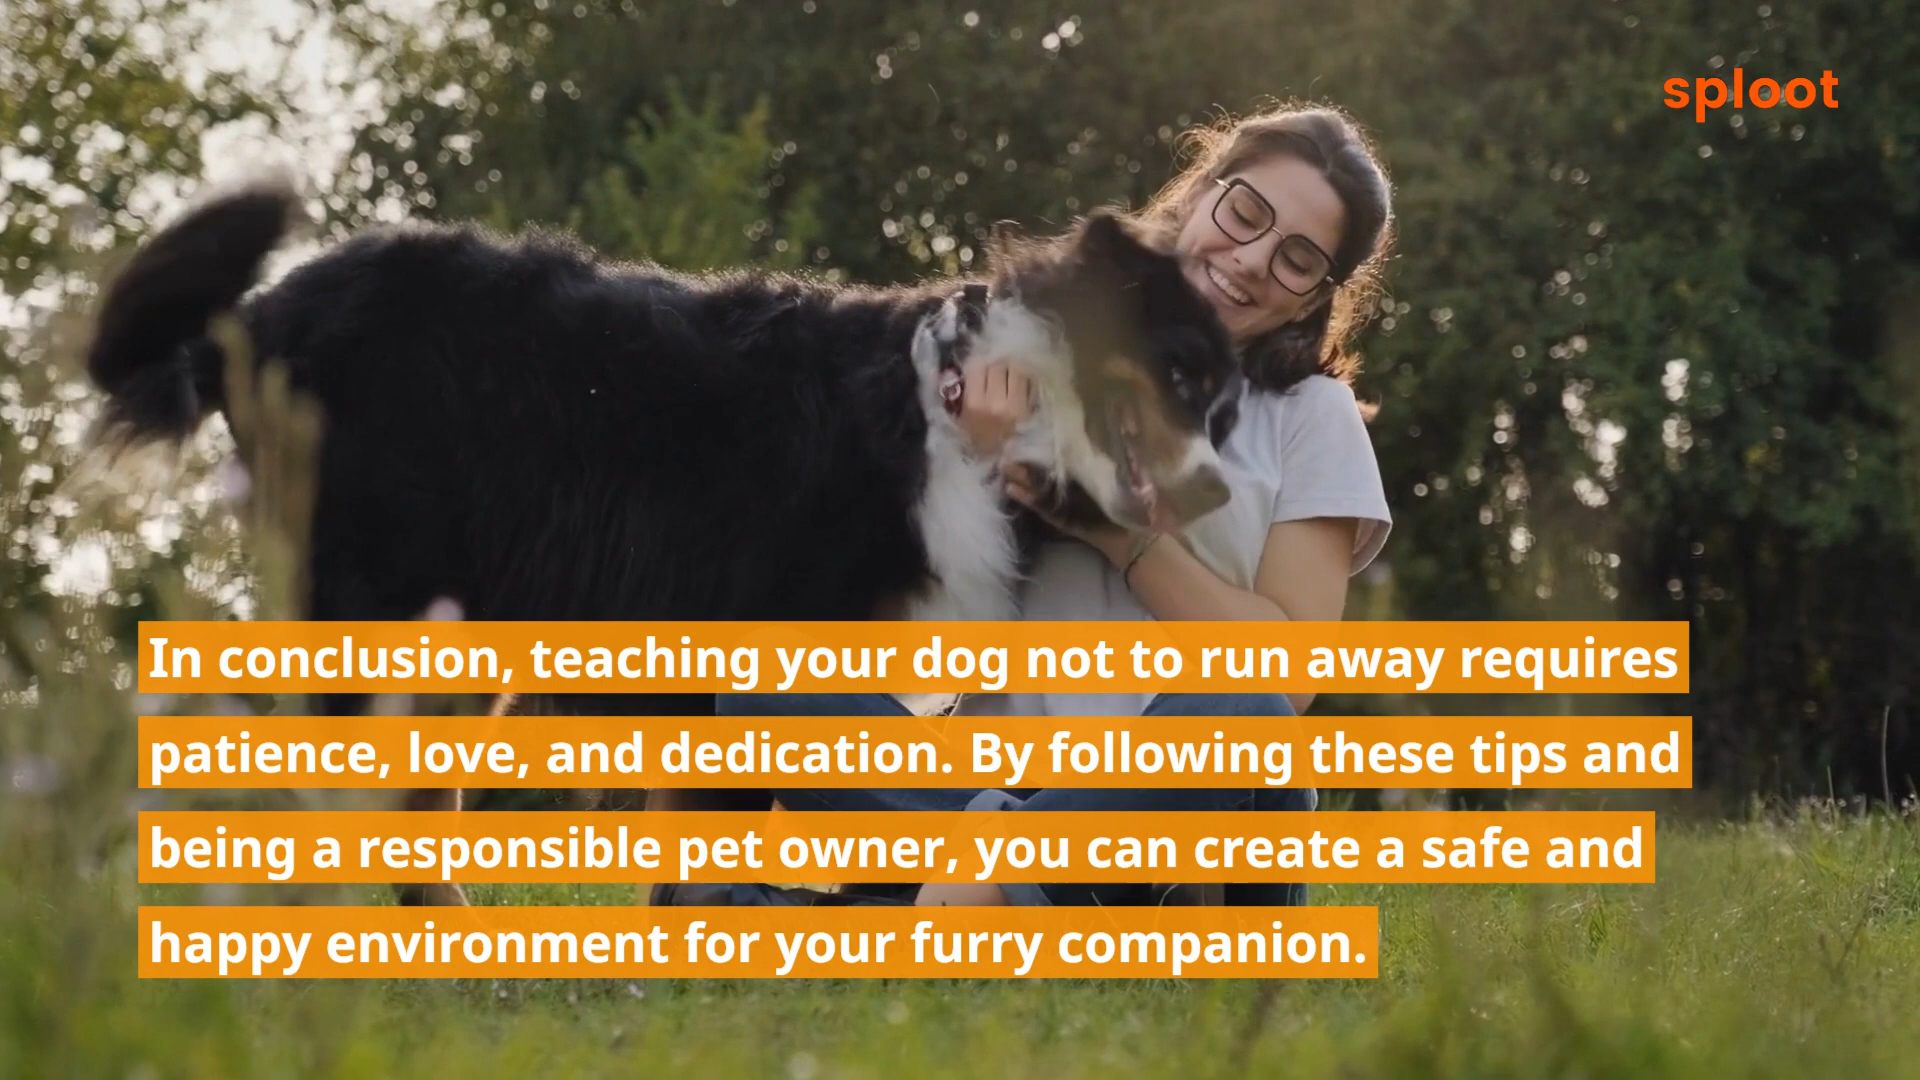 sploot
In conclusion, teaching your dog not to run away requires
patience, love, and dedication. By following these tips and
being a responsible pet owner, you can create a safe and
happy environment for your furry companion.